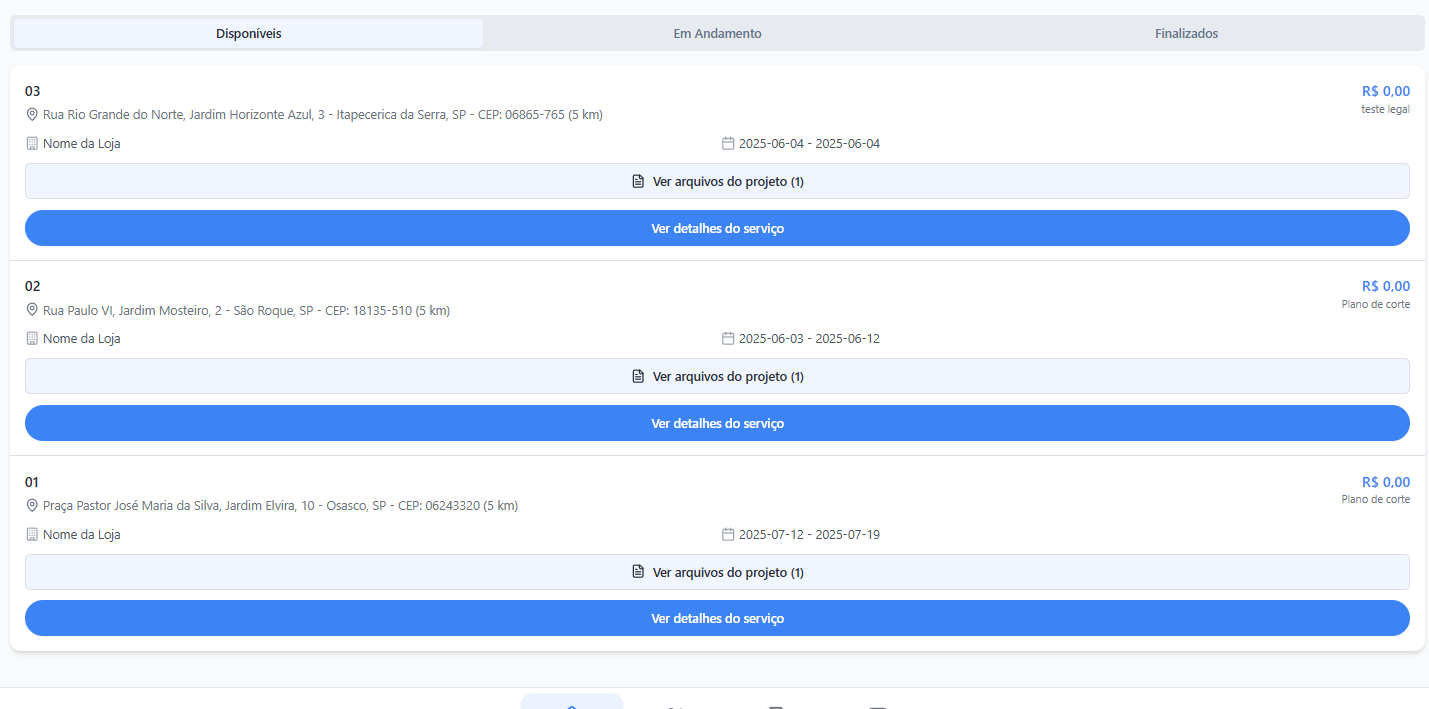 Disponíveis
Em Andamento
Finalizados
03
R$ 0,00
Rua Rio Grande do Norte, Jardim Horizonte Azul, 3 - Itapecerica da Serra, SP - CEP: 06865-765 (5 km)
teste legal
Nome da Loja
2025-06-04 - 2025-06-04
Ver arquivos do projeto (1)
Ver detalhes do serviço
02
R$ 0,00
Rua Paulo VI, Jardim Mosteiro, 2 - São Roque, SP - CEP: 18135-510 (5 km)
Plano de corte
Nome da Loja
2025-06-03 - 2025-06-12
Ver arquivos do projeto (1)
Ver detalhes do serviço
01
R$ 0,00
Praça Pastor José Maria da Silva, Jardim Elvira, 10 - Osasco, SP - CEP: 06243320 (5 km)
Plano de corte
Nome da Loja
2025-07-12 - 2025-07-19
Ver arquivos do projeto (1)
Ver detalhes do serviço